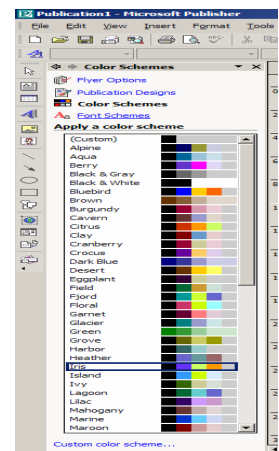 Publication1 - Microsoft Publisher
File Edit View Insert Format Tools
Color Schemes
Flyer Options
Publication Designs
Color Schemes
Font Schemes
Apply a color scheme
(Custom)
Alpine
Aqua
Berry
Black & Gray
Black & White
Bluebird
Brown
Burgundy
Cavern
Citrus
Clay
Cranberry
Crocus
Dark Blue
Desert
Eggplant
Field
Fjord
Floral
Garnet
Glacier
Green
Grove
Harbor
Heather
Iris
Island
Ivy
Lagoon
Lilac
Mahogany
Marine
Maroon
Custom color scheme...